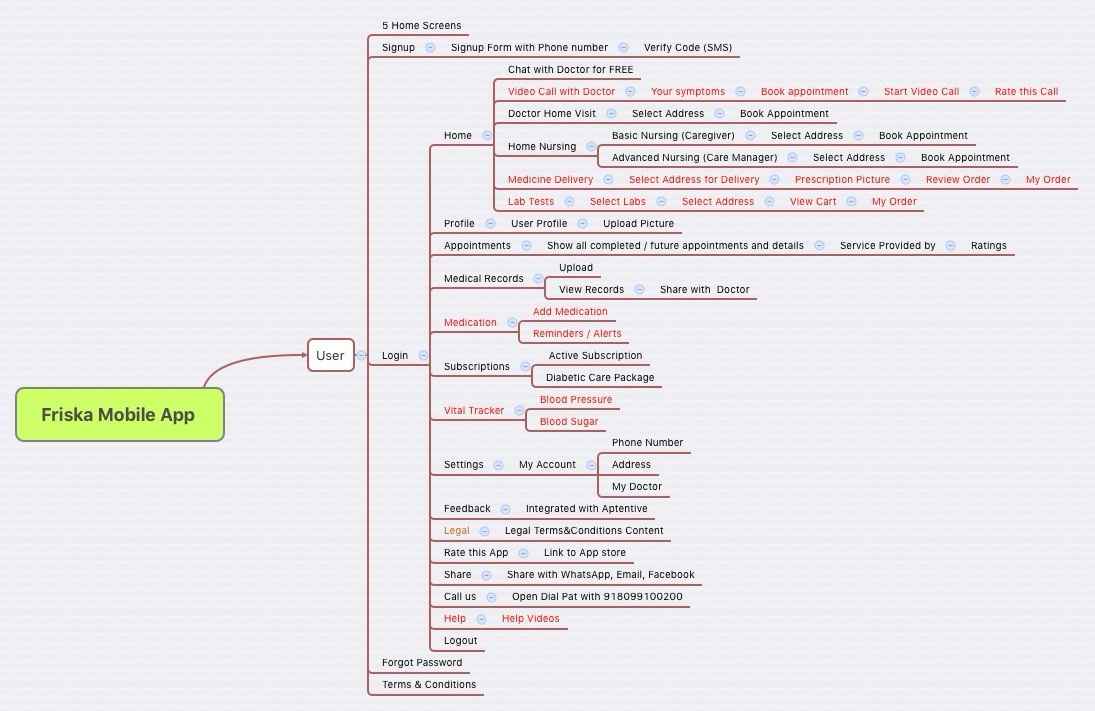 5 Home Screens
Signup Signup Form with Phone number Verify Code (SMS)
Chat with Doctor for FREE
Video Call with Doctor Your symptoms Book appointment Start Video Call Rate this Call
Doctor Home Visit Select Address Book Appointment
Home
Basic Nursing (Caregiver) Select Address Book Appointment
Home Nursing
Advanced Nursing (Care Manager) Select Address Book Appointment
Medicine Delivery Select Address for Delivery Prescription Picture Review Order My Order
Lab Tests Select Labs Select Address View Cart My Order
Profile User Profile Upload Picture
Appointments Show all completed / future appointments and details Service Provided by Ratings
Upload
Medical Records
View Records Share with Doctor
Add Medication
Medication
Reminders / Alerts
User
Login
Active Subscription
Subscriptions
Diabetic Care Package
Blood Pressure
Vital Tracker
Blood Sugar
Friska Mobile App
Phone Number
Settings My Account Address
My Doctor
Feedback Integrated with Aptentive
Legal Legal Terms&Conditions Content
Rate this App Link to App store
Share Share with WhatsApp, Email, Facebook
Call us Open Dial Pat with 918099100200
Help Help Videos
Logout
Forgot Password
Terms & Conditions